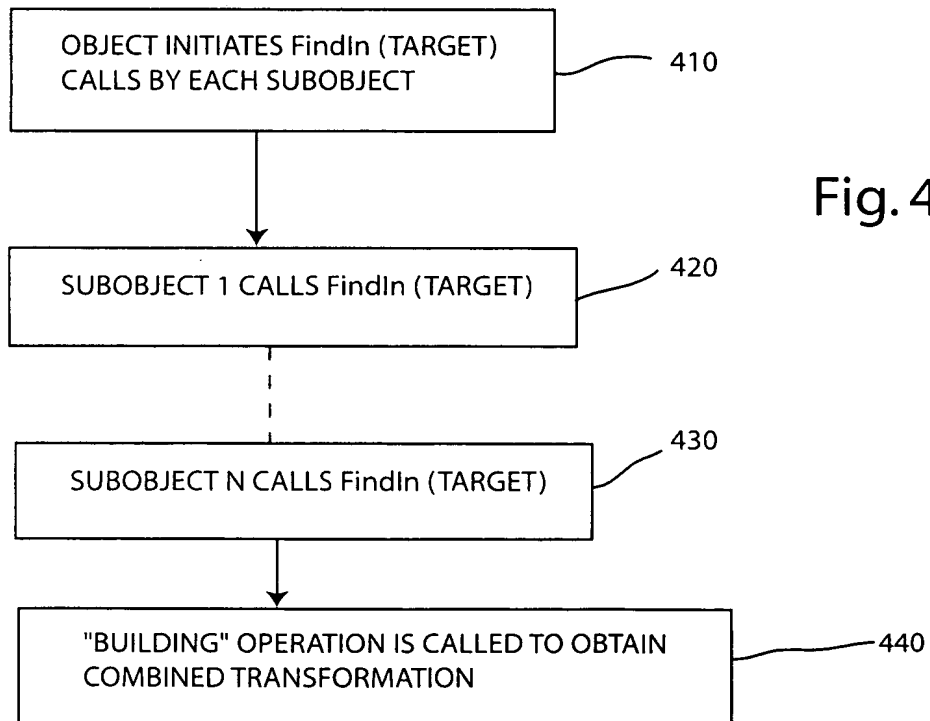 OBJECT INITIATES FindIn (TARGET)
CALLS BY EACH SUBOBJECT
410
Fig. 4
SUBOBJECT 1 CALLS FindIn (TARGET)
420
SUBOBJECT N CALLS FindIn (TARGET)
430
"BUILDING" OPERATION IS CALLED TO OBTAIN
COMBINED TRANSFORMATION
440